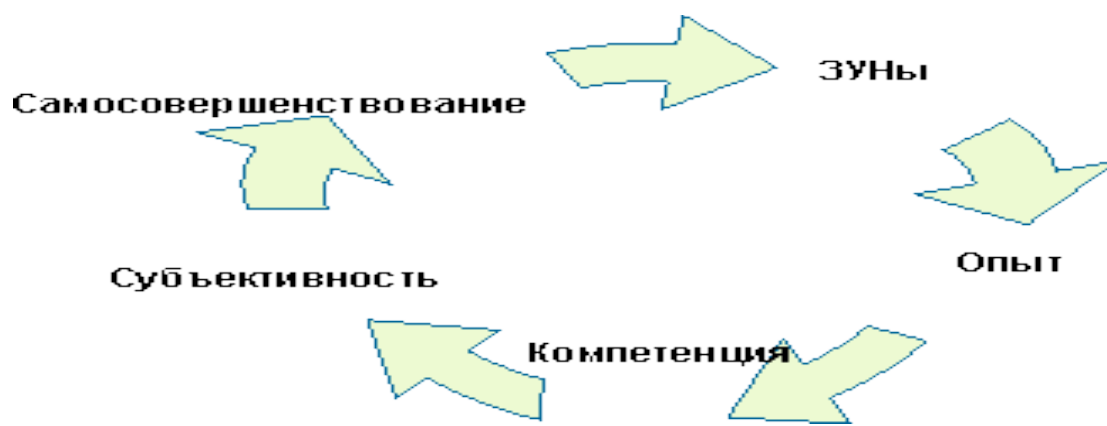 ЗУНы
Самосовершенствование
Опыт
Субъективность
Компетенция